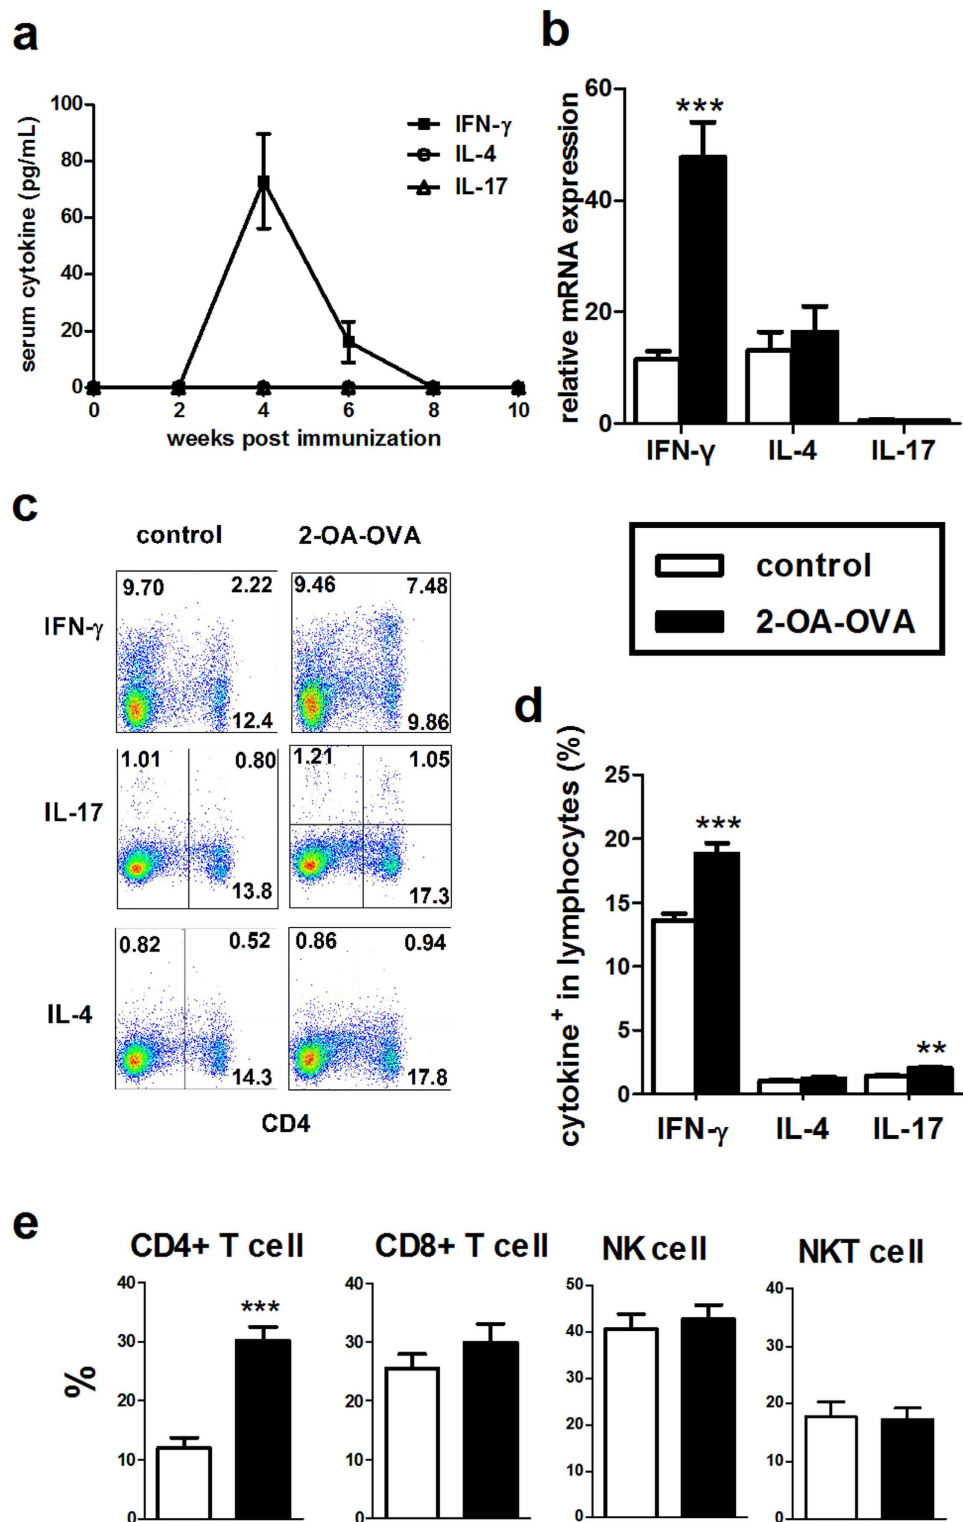 a
serum cytokine (pg/mL)
100
80
60
40
20
0
0 2 4 6 8 10
weeks post immunization
IFN-γ
IL-4
IL-17
b
relative mRNA expression
60
40
20
0
***
IFN-γ IL-4 IL-17
control
2-OA-OVA
c
control 2-OA-OVA
IFN-γ
9.70 2.22
12.4
9.46 7.48
9.86
IL-17
1.01 0.80
13.8
1.21 1.05
17.3
IL-4
0.82 0.52
14.3
0.86 0.94
17.8
CD4
d
cytokine + in lymphocytes (%)
25
20
15
10
5
0
***
**
IFN-γ IL-4 IL-17
e
%
CD4+ T cell
40
30
20
10
0
***
CD8+ T cell
40
30
20
10
0
NK cell
50
40
30
20
10
0
NKT cell
40
30
20
10
0